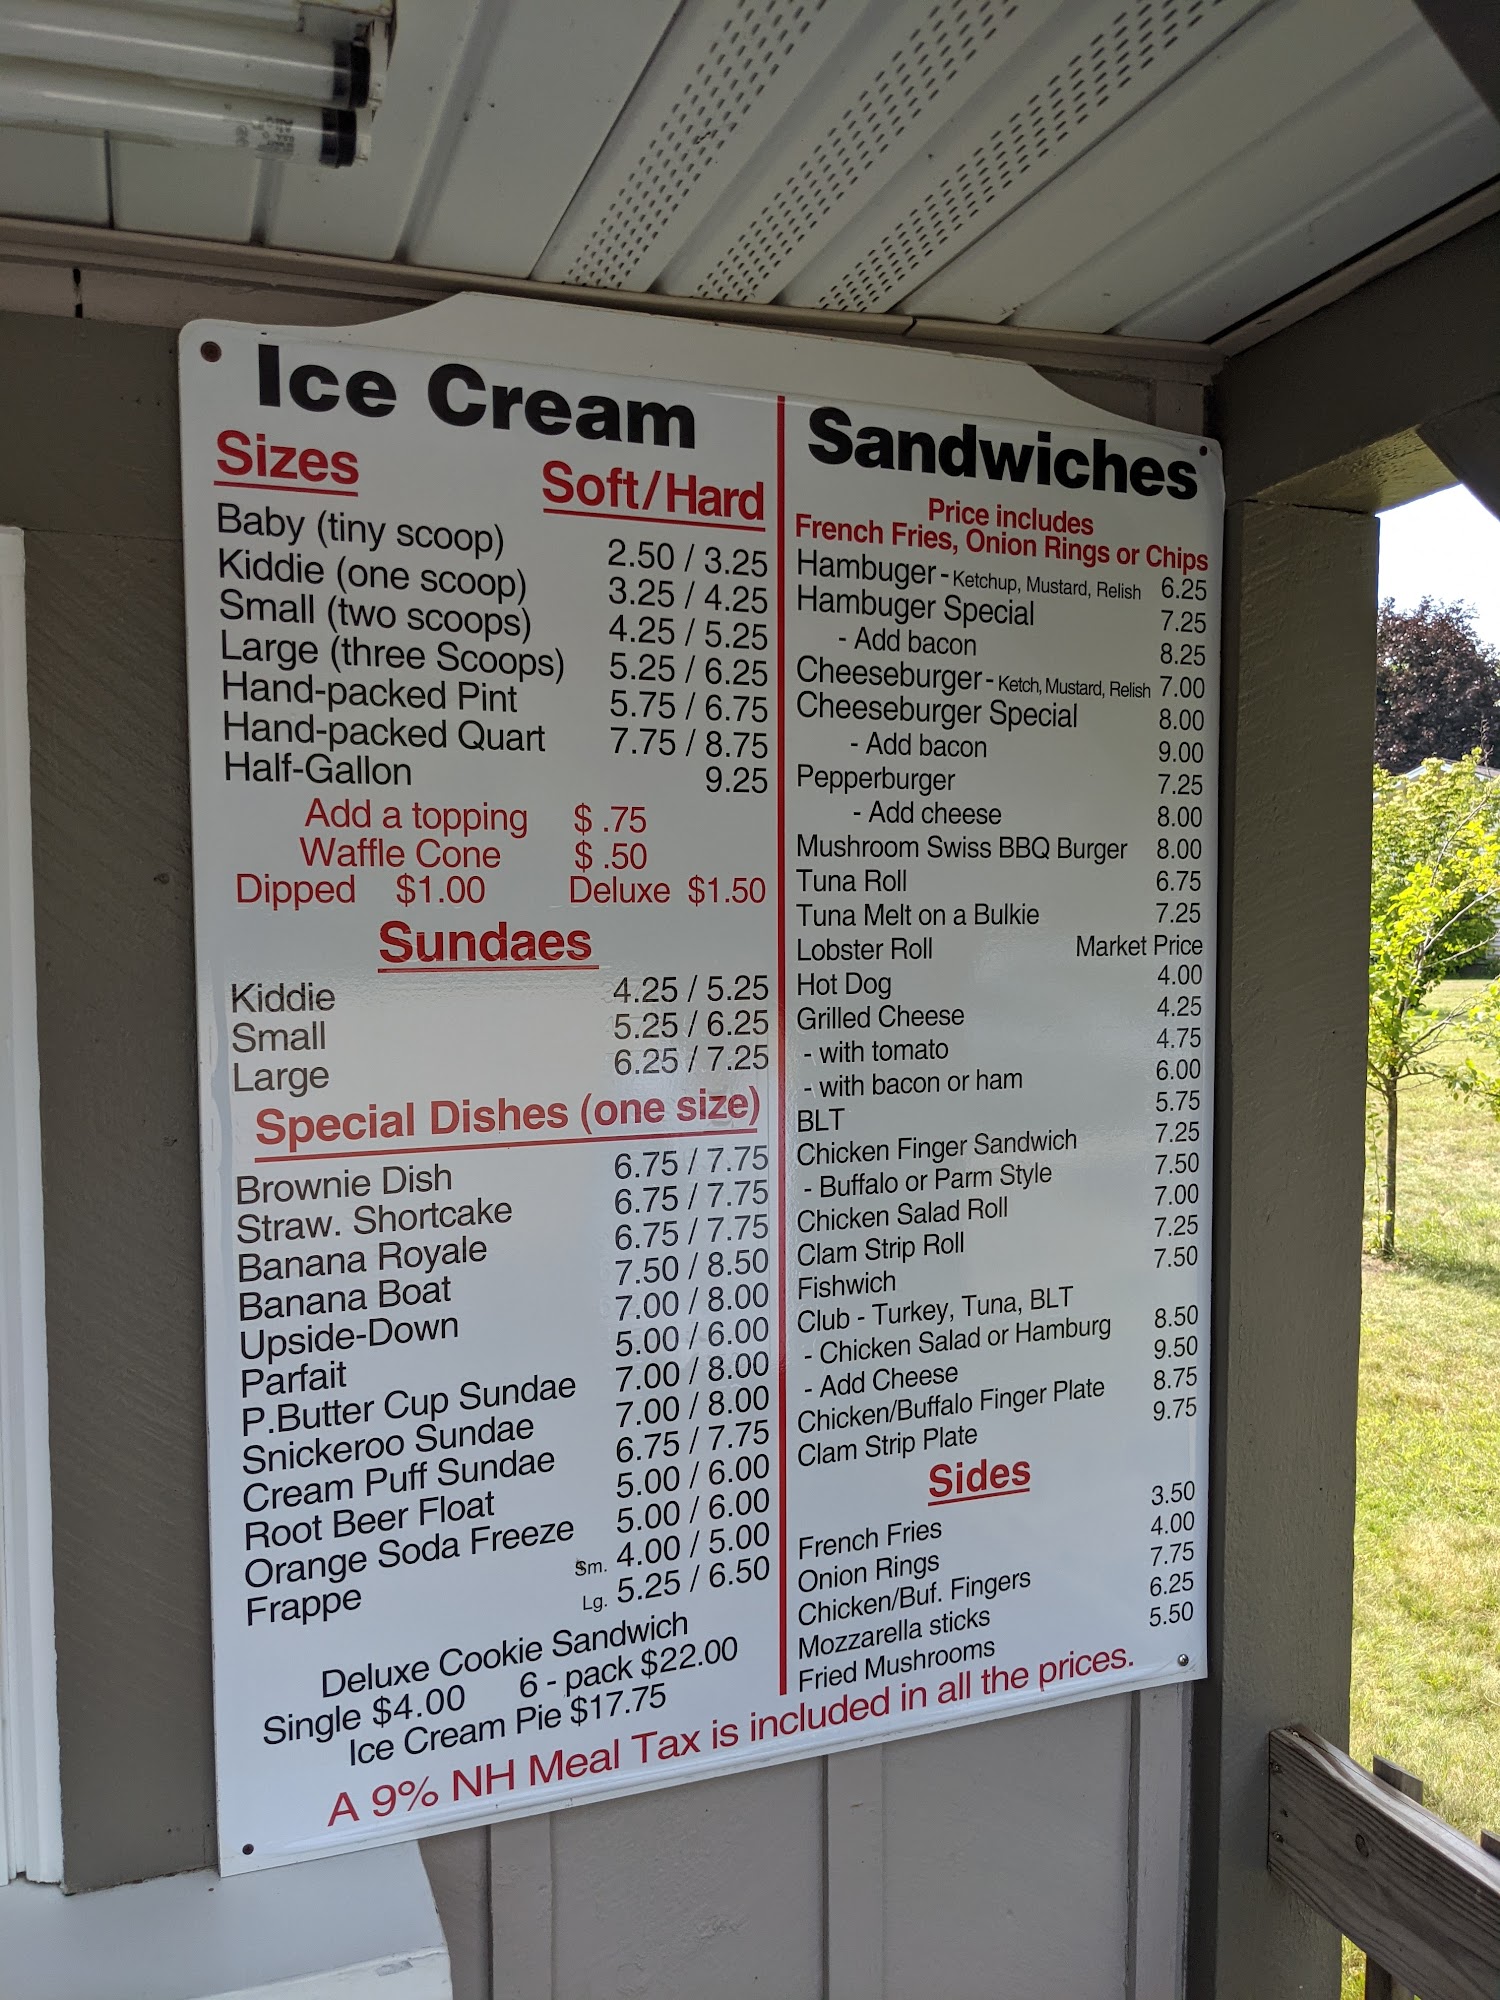 Ice Cream
Sizes Soft/Hard
Baby (tiny scoop) 2.50 / 3.25
Kiddie (one scoop) 3.25 / 4.25
Small (two scoops) 4.25 / 5.25
Large (three Scoops) 5.25 / 6.25
Hand-packed Pint 5.75 / 6.75
Hand-packed Quart 7.75 / 8.75
Half-Gallon 9.25
Add a topping $ .75
Waffle Cone $ .50
Dipped $1.00 Deluxe $1.50
Sundaes
Kiddie 4.25 / 5.25
Small 5.25 / 6.25
Large 6.25 / 7.25
Special Dishes (one size)
Brownie Dish 6.75 / 7.75
Straw. Shortcake 6.75 / 7.75
Banana Royale 6.75 / 7.75
Banana Boat 7.50 / 8.50
Upside-Down 7.00 / 8.00
Parfait 5.00 / 6.00
P.Butter Cup Sundae 7.00 / 8.00
Snickeroo Sundae 7.00 / 8.00
Cream Puff Sundae 6.75 / 7.75
Root Beer Float 5.00 / 6.00
Orange Soda Freeze 5.00 / 6.00
Frappe Sm. 4.00 / 5.00
Lg. 5.25 / 6.50
Deluxe Cookie Sandwich
Single $4.00 6 - pack $22.00
Ice Cream Pie $17.75
Sandwiches
Price includes
French Fries, Onion Rings or Chips
Hambuger - Ketchup, Mustard, Relish 6.25
Hambuger Special 7.25
- Add bacon 8.25
Cheeseburger - Ketch, Mustard, Relish 7.00
Cheeseburger Special 8.00
- Add bacon 9.00
Pepperburger 7.25
- Add cheese 8.00
Mushroom Swiss BBQ Burger 8.00
Tuna Roll 6.75
Tuna Melt on a Bulkie 7.25
Lobster Roll Market Price
Hot Dog 4.00
Grilled Cheese 4.25
- with tomato 4.75
- with bacon or ham 6.00
BLT 5.75
Chicken Finger Sandwich 7.25
- Buffalo or Parm Style 7.50
Chicken Salad Roll 7.00
Clam Strip Roll 7.25
Fishwich 7.50
Club - Turkey, Tuna, BLT
- Chicken Salad or Hamburg 8.50
- Add Cheese 9.50
Chicken/Buffalo Finger Plate 8.75
Clam Strip Plate 9.75
Sides
French Fries 3.50
Onion Rings 4.00
Chicken/Buf. Fingers 7.75
Mozzarella sticks 6.25
Fried Mushrooms 5.50
A 9% NH Meal Tax is included in all the prices.